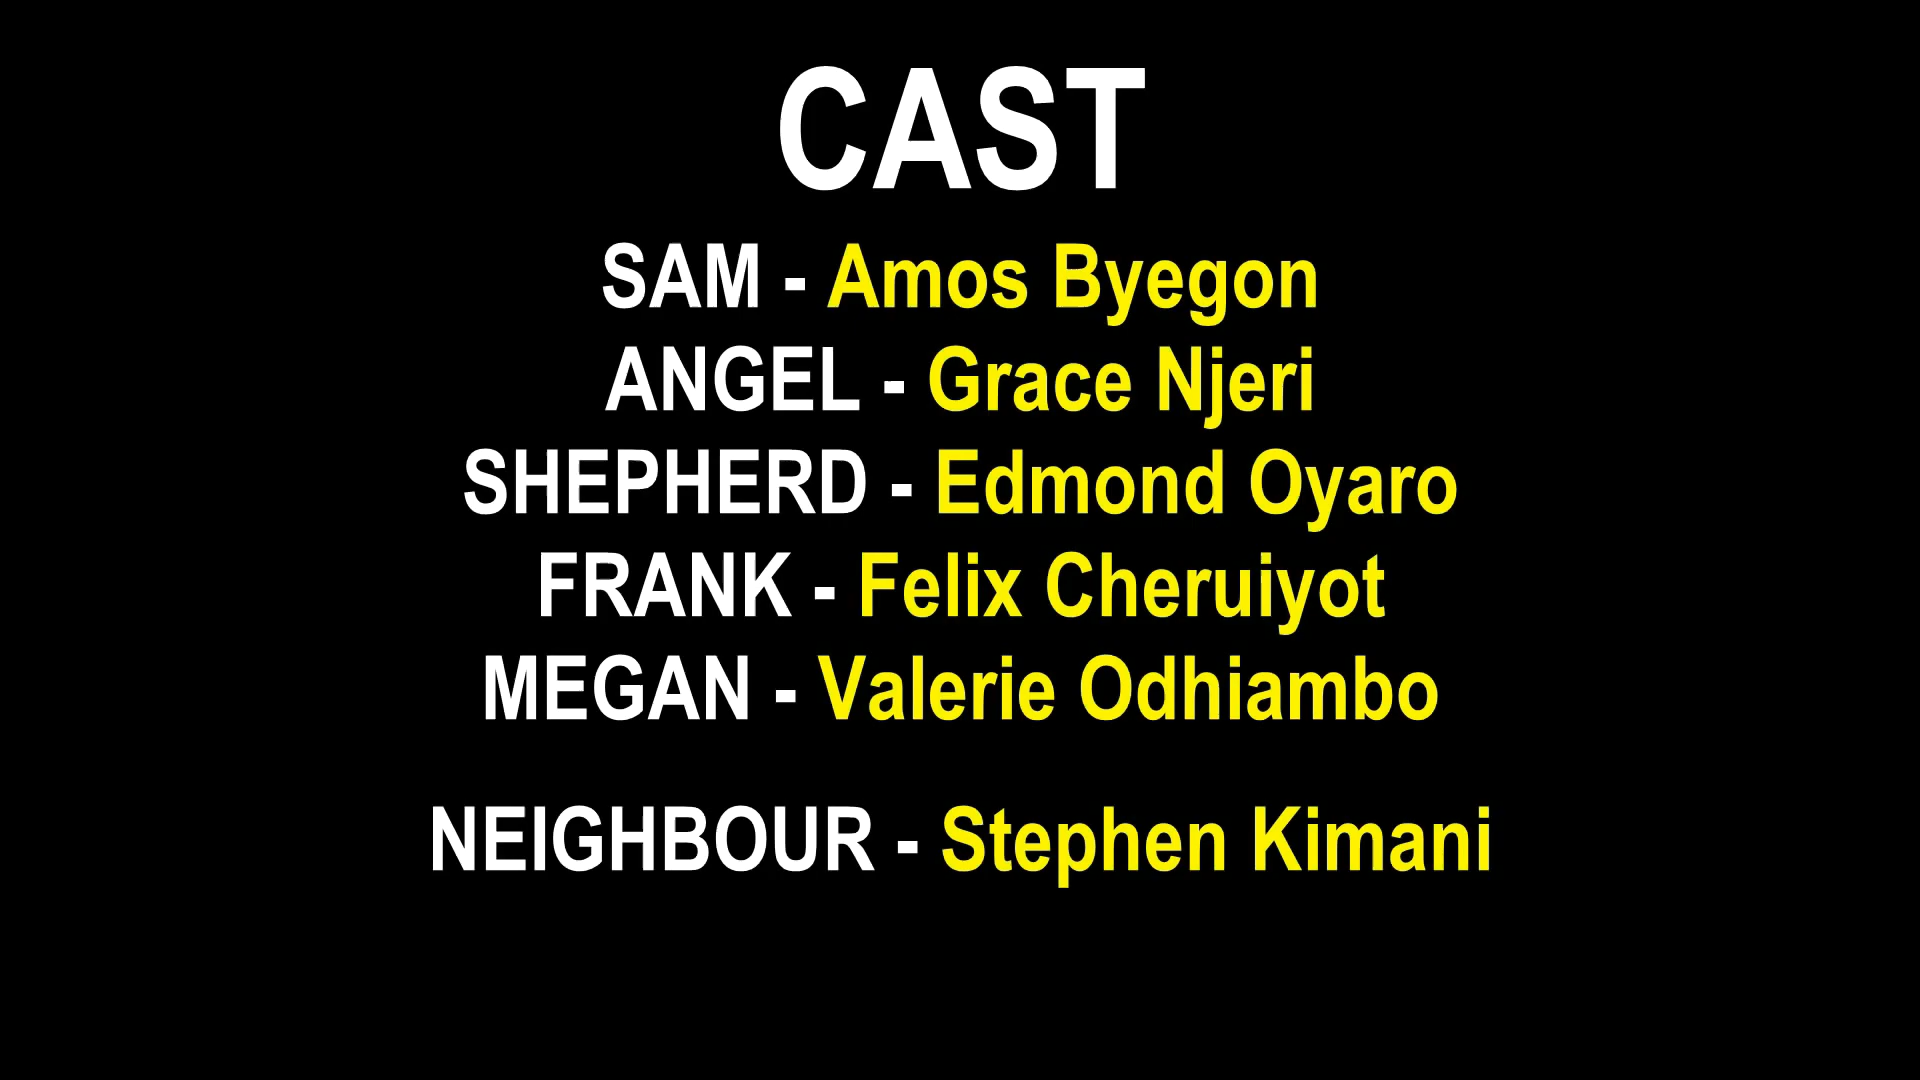 CAST
SAM - Amos Byegon
ANGEL - Grace Njeri
SHEPHERD - Edmond Oyaro
FRANK - Felix Cheruiyot
MEGAN - Valerie Odhiambo
NEIGHBOUR - Stephen Kimani